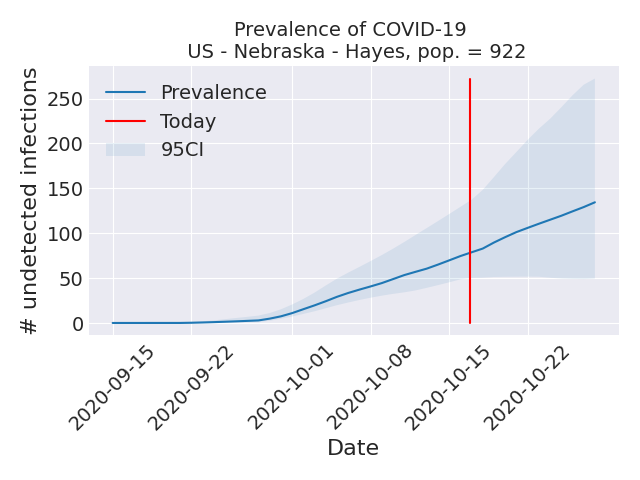 Prevalence of COVID-19
US - Nebraska - Hayes, pop. = 922
# undetected infections
250
200
150
100
50
0
Prevalence
Today
95CI
2020-09-15
2020-09-22
2020-10-01
2020-10-08
2020-10-15
2020-10-22
Date